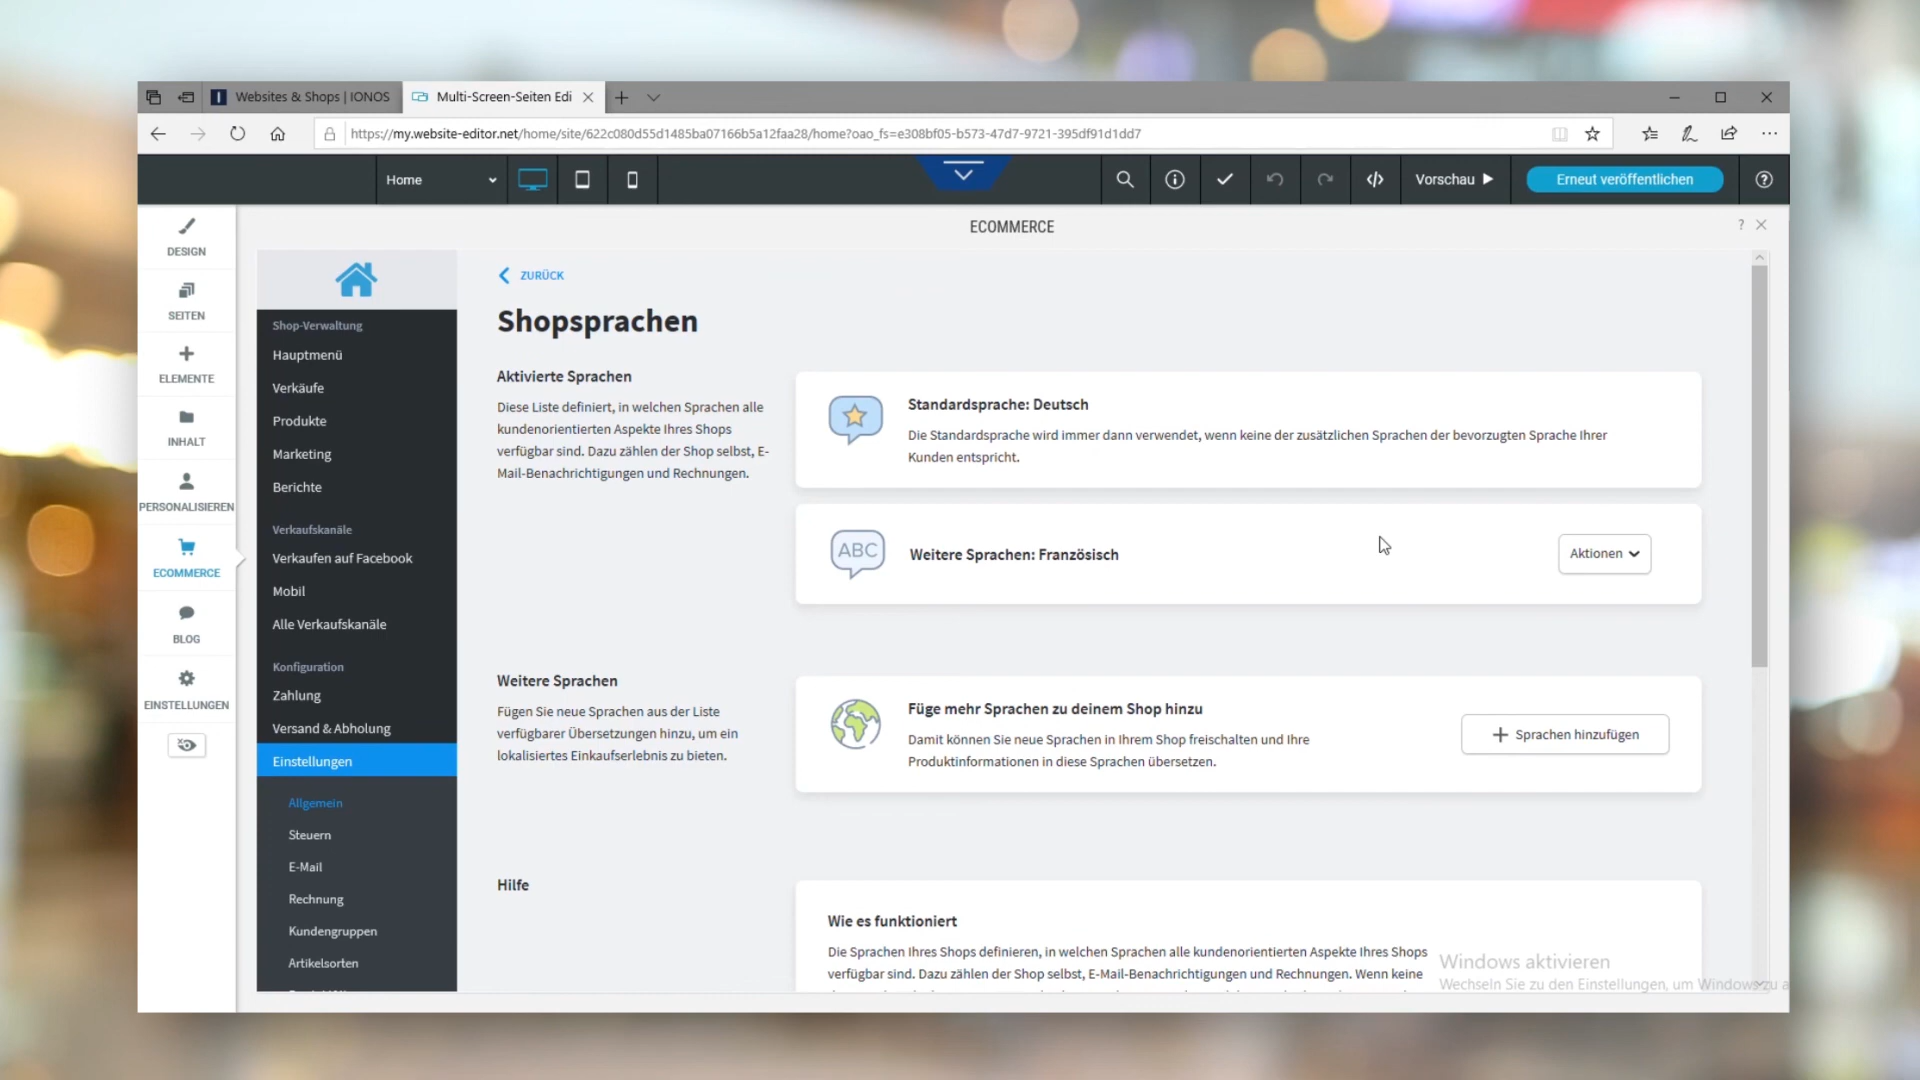 Websites & Shops | IONOS
Multi-Screen-Seiten Edi
https://my.website-editor.net/home/site/622c080d55d1485ba07166b5a12faa28/home?oao_fs=e308bf05-b573-47d7-9721-395df91d1dd7
Home
Vorschau
Erneut veröffentlichen
ECOMMERCE
DESIGN
SEITEN
ELEMENTE
INHALT
PERSONALISIEREN
ECOMMERCE
BLOG
EINSTELLUNGEN
Shop-Verwaltung
Hauptmenü
Verkäufe
Produkte
Marketing
Berichte
Verkaufskanäle
Verkaufen auf Facebook
Mobil
Alle Verkaufskanäle
Konfiguration
Zahlung
Versand & Abholung
Einstellungen
Allgemein
Steuern
E-Mail
Rechnung
Kundengruppen
Artikelsorten
ZURÜCK
Shopsprachen
Aktivierte Sprachen
Diese Liste definiert, in welchen Sprachen alle
kundenorientierten Aspekte Ihres Shops
verfügbar sind. Dazu zählen der Shop selbst, E-
Mail-Benachrichtigungen und Rechnungen.
Standardsprache: Deutsch
Die Standardsprache wird immer dann verwendet, wenn keine der zusätzlichen Sprachen der bevorzugten Sprache Ihrer
Kunden entspricht.
ABC
Weitere Sprachen: Französisch
Aktionen
Weitere Sprachen
Fügen Sie neue Sprachen aus der Liste
verfügbarer Übersetzungen hinzu, um ein
lokalisiertes Einkaufserlebnis zu bieten.
Füge mehr Sprachen zu deinem Shop hinzu
Damit können Sie neue Sprachen in Ihrem Shop freischalten und Ihre
Produktinformationen in diese Sprachen übersetzen.
Sprachen hinzufügen
Hilfe
Wie es funktioniert
Die Sprachen Ihres Shops definieren, in welchen Sprachen alle kundenorientierten Aspekte Ihres Shops
verfügbar sind. Dazu zählen der Shop selbst, E-Mail-Benachrichtigungen und Rechnungen. Wenn keine
Windows aktivieren
Wechseln Sie zu den Einstellungen, um Windows zu a